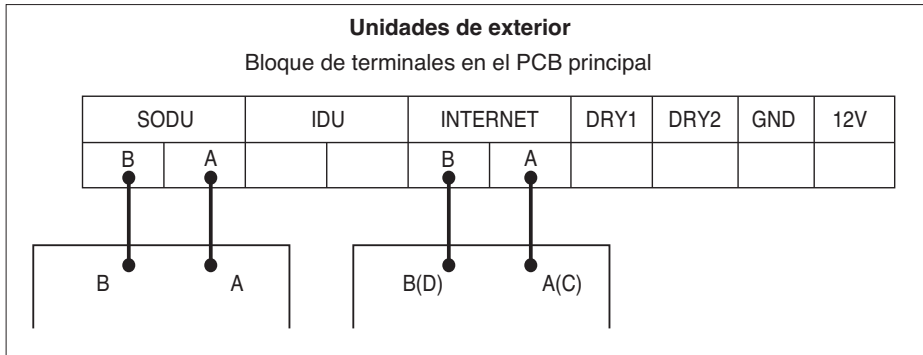 Unidades de exterior
Bloque de terminales en el PCB principal
SODU IDU INTERNET DRY1 DRY2 GND 12V
B A B A
B A B(D) A(C)